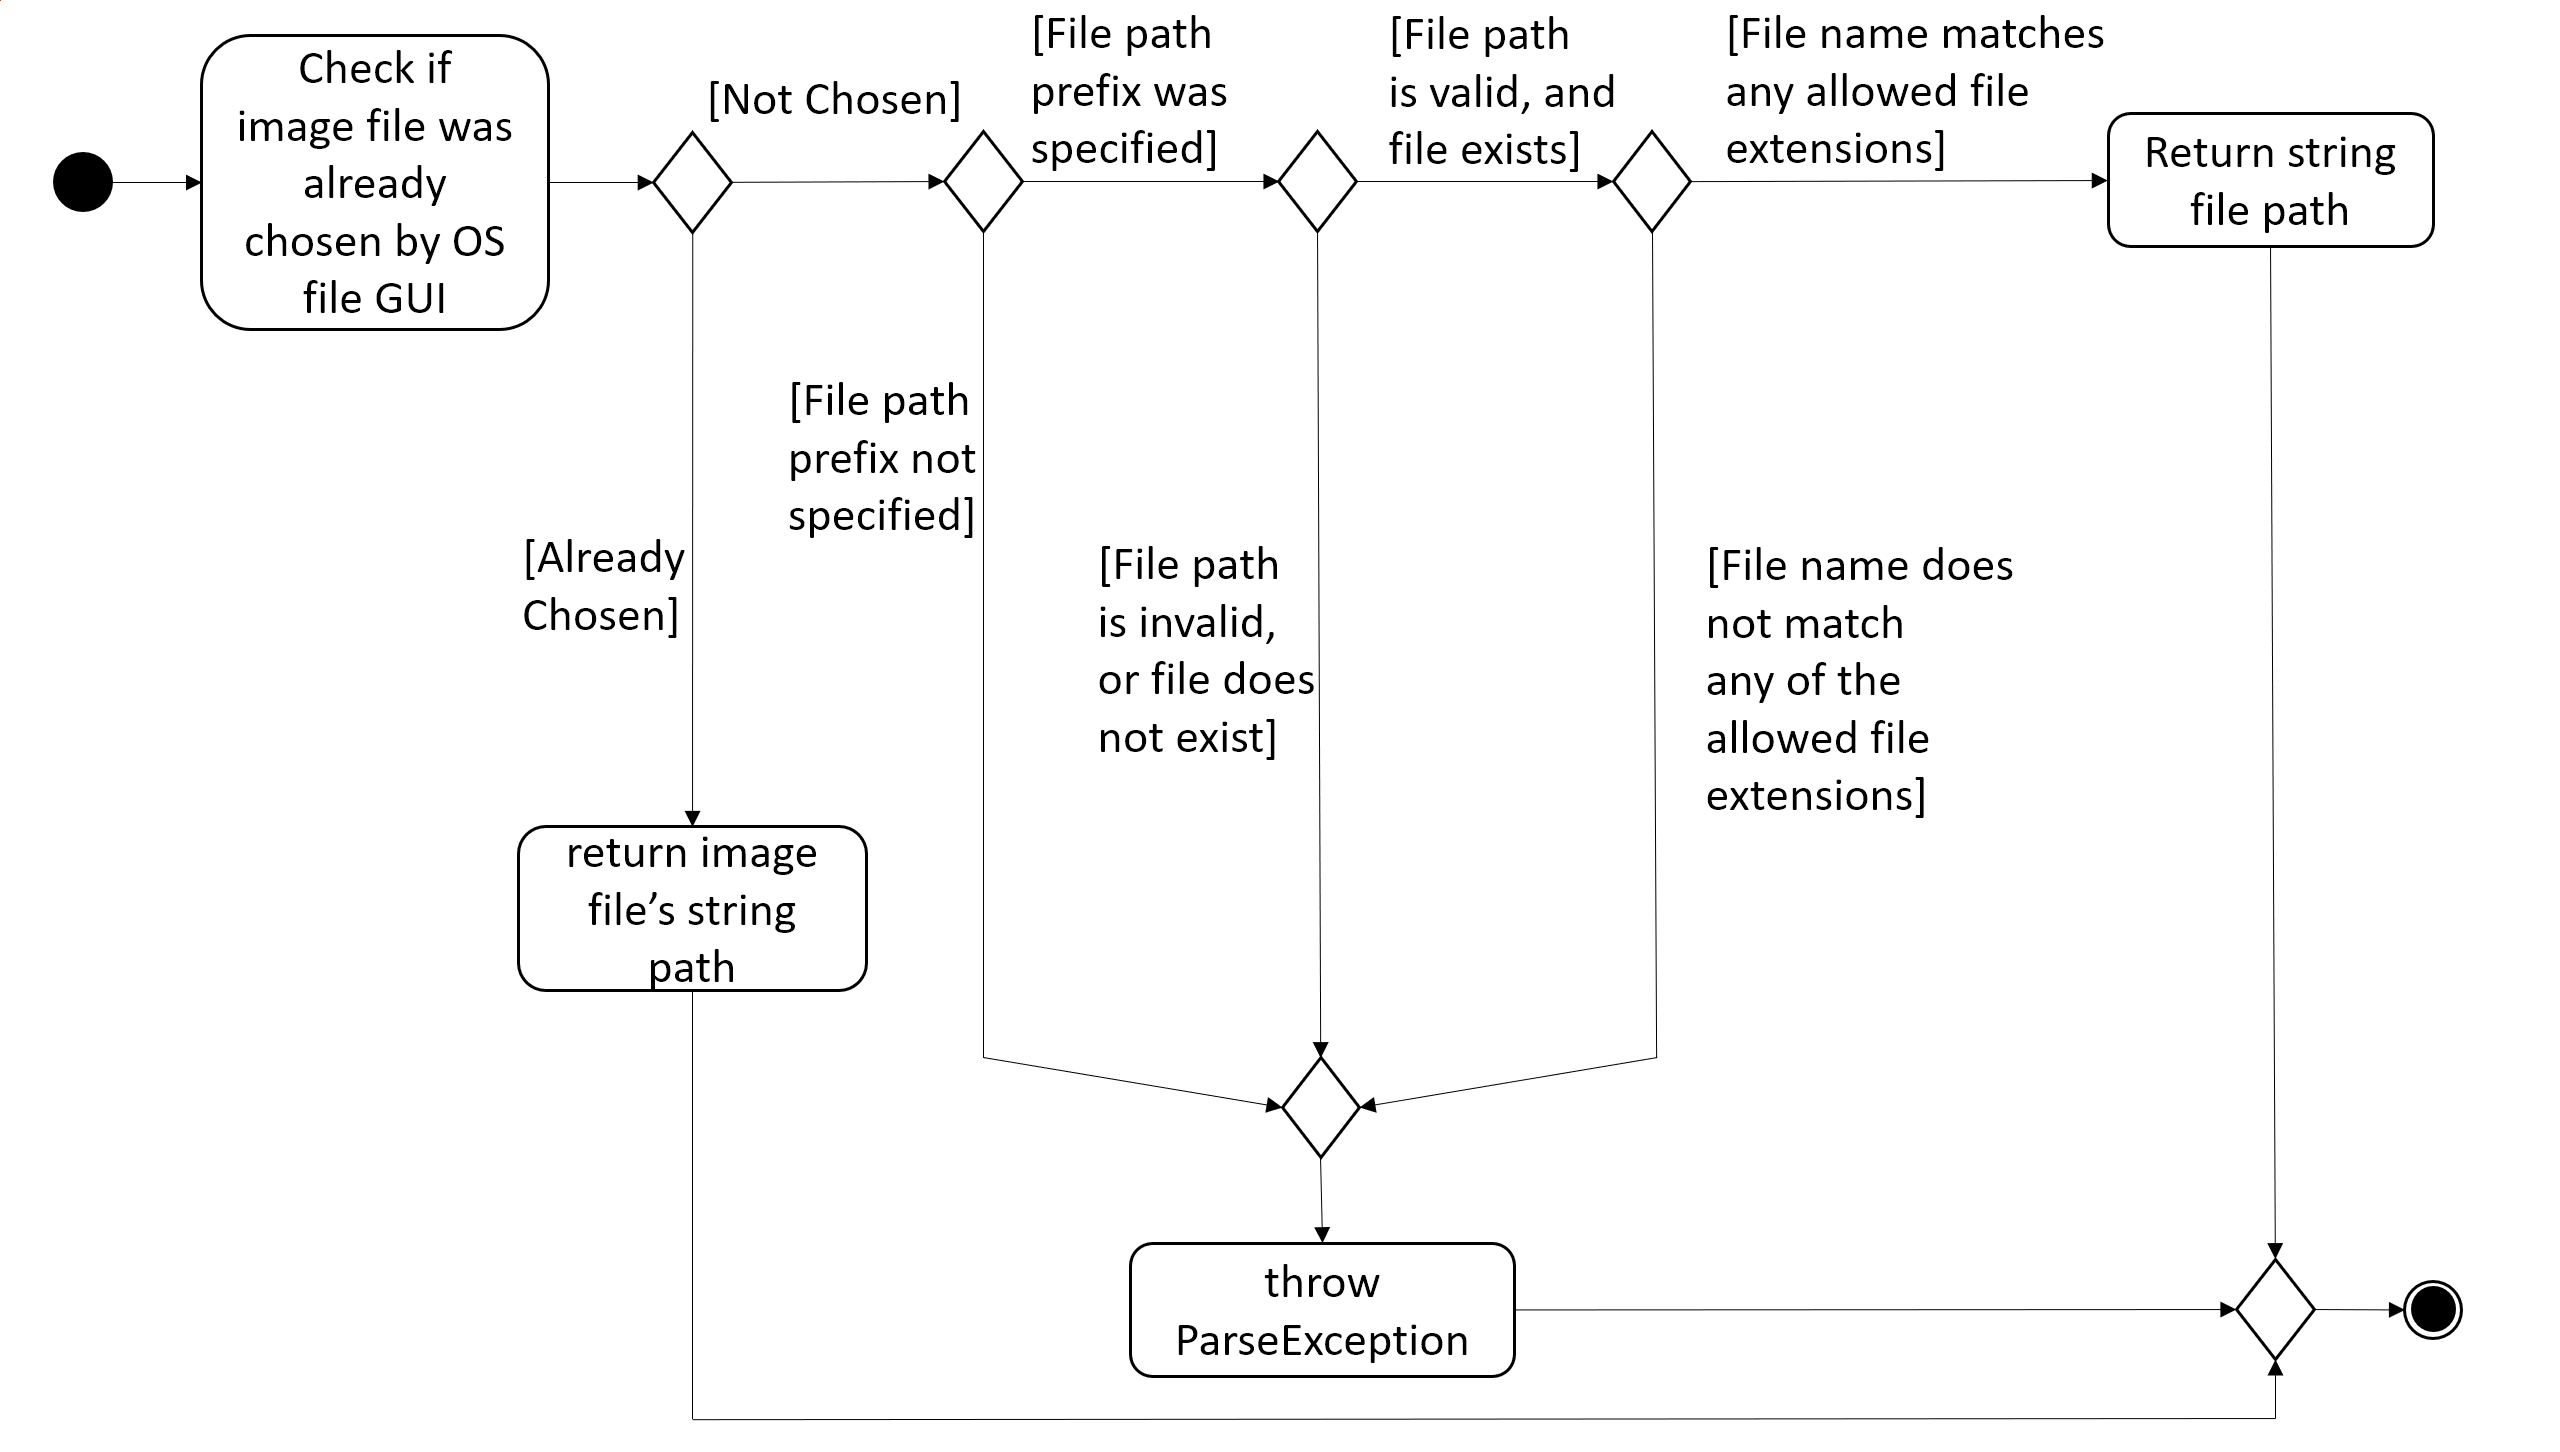 Check if
image file was
already
chosen by OS
file GUI
[Not Chosen]
[File path
prefix was
specified]
[File path
is valid, and
file exists]
[File name matches
any allowed file
extensions]
Return string
file path
[Already
Chosen]
[File path
prefix not
specified]
[File path
is invalid,
or file does
not exist]
[File name does
not match
any of the
allowed file
extensions]
return image
file’s string
path
throw
ParseException